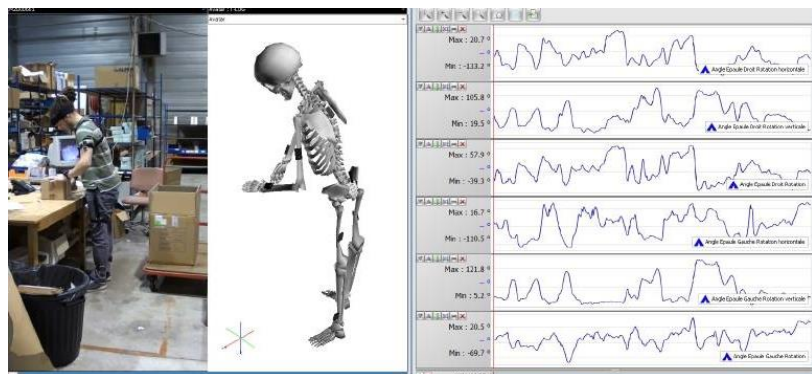 Avatar : T-LOG
Avatar
Max : 20.7 °
Min : -133.2 °
Angle Epaule Droit Rotation horizontale
Max : 105.8 °
Min : 19.5 °
Angle Epaule Droit Rotation verticale
Max : 57.9 °
Min : -39.3 °
Angle Epaule Droit Rotation
Max : 16.7 °
Min : -110.5 °
Angle Epaule Gauche Rotation horizontale
Max : 121.8 °
Min : 5.2 °
Angle Epaule Gauche Rotation verticale
Max : 20.5 °
Min : -69.7 °
Angle Epaule Gauche Rotation